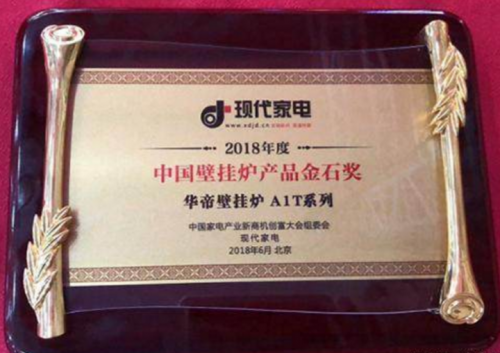 现代家电
www.xdjd.cn
2018年度
中国壁挂炉产品金石奖
华帝壁挂炉 A1T系列
中国家电产业新商机创富大会组委会
现代家电
2018年6月 北京